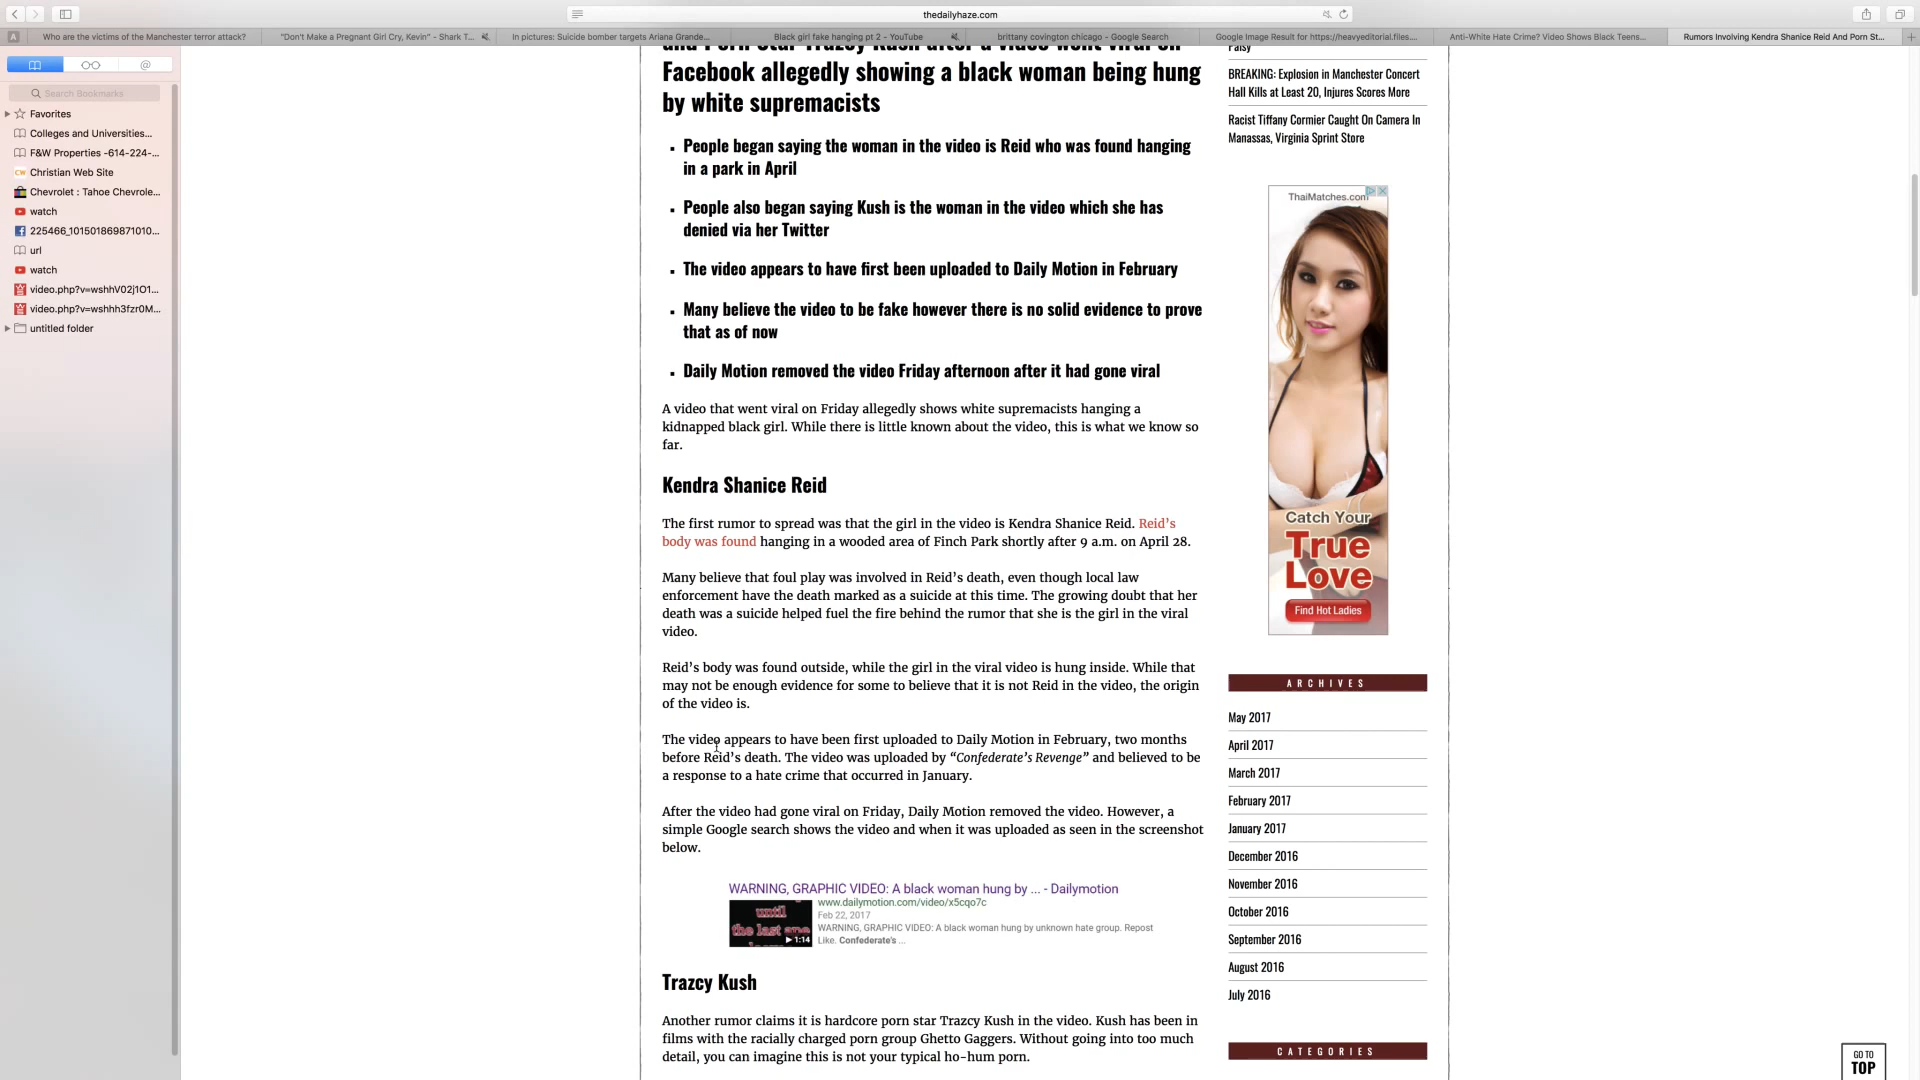 thedailyhaze.com
Who are the victims of the Manchester terror attack?
"Don't Make a Pregnant Girl Cry, Kevin" - Shark T...
In pictures: Suicide bomber targets Ariana Grande...
Black girl fake hanging pt 2 - YouTube
brittany covington chicago - Google Search
Google Image Result for https://heavyeditorial.files....
Anti-White Hate Crime? Video Shows Black Teens...
Rumors Involving Kendra Shanice Reid And Porn St...
Search Bookmarks
Favorites
Colleges and Universities...
F&W Properties -614-224-...
CW Christian Web Site
Chevrolet : Tahoe Chevrole...
watch
225466_101501869871010...
url
watch
video.php?v=wshhV02j1O1...
video.php?v=wshhh3fzr0M...
untitled folder
and Porn Star Trazcy Kush after a video went viral on
Facebook allegedly showing a black woman being hung
by white supremacists
▪ People began saying the woman in the video is Reid who was found hanging
in a park in April
▪ People also began saying Kush is the woman in the video which she has
denied via her Twitter
▪ The video appears to have first been uploaded to Daily Motion in February
▪ Many believe the video to be fake however there is no solid evidence to prove
that as of now
▪ Daily Motion removed the video Friday afternoon after it had gone viral
A video that went viral on Friday allegedly shows white supremacists hanging a
kidnapped black girl. While there is little known about the video, this is what we know so
far.
Kendra Shanice Reid
The first rumor to spread was that the girl in the video is Kendra Shanice Reid. Reid's
body was found hanging in a wooded area of Finch Park shortly after 9 a.m. on April 28.
Many believe that foul play was involved in Reid's death, even though local law
enforcement have the death marked as a suicide at this time. The growing doubt that her
death was a suicide helped fuel the fire behind the rumor that she is the girl in the viral
video.
Reid's body was found outside, while the girl in the viral video is hung inside. While that
may not be enough evidence for some to believe that it is not Reid in the video, the origin
of the video is.
The video appears to have been first uploaded to Daily Motion in February, two months
before Reid's death. The video was uploaded by "Confederate's Revenge" and believed to be
a response to a hate crime that occurred in January.
After the video had gone viral on Friday, Daily Motion removed the video. However, a
simple Google search shows the video and when it was uploaded as seen in the screenshot
below.
WARNING, GRAPHIC VIDEO: A black woman hung by ... - Dailymotion
www.dailymotion.com/video/x5cqo7c
Feb 22, 2017
WARNING, GRAPHIC VIDEO: A black woman hung by unknown hate group. Repost
Like. Confederate's ...
until
the last
1:14
Trazcy Kush
Another rumor claims it is hardcore porn star Trazcy Kush in the video. Kush has been in
films with the racially charged porn group Ghetto Gaggers. Without going into too much
detail, you can imagine this is not your typical ho-hum porn.
Falsy
BREAKING: Explosion in Manchester Concert
Hall Kills at Least 20, Injures Scores More
Racist Tiffany Cormier Caught On Camera In
Manassas, Virginia Sprint Store
ThaiMatches.com
Catch Your
True
Love
Find Hot Ladies
ARCHIVES
May 2017
April 2017
March 2017
February 2017
January 2017
December 2016
November 2016
October 2016
September 2016
August 2016
July 2016
CATEGORIES
GO TO
TOP